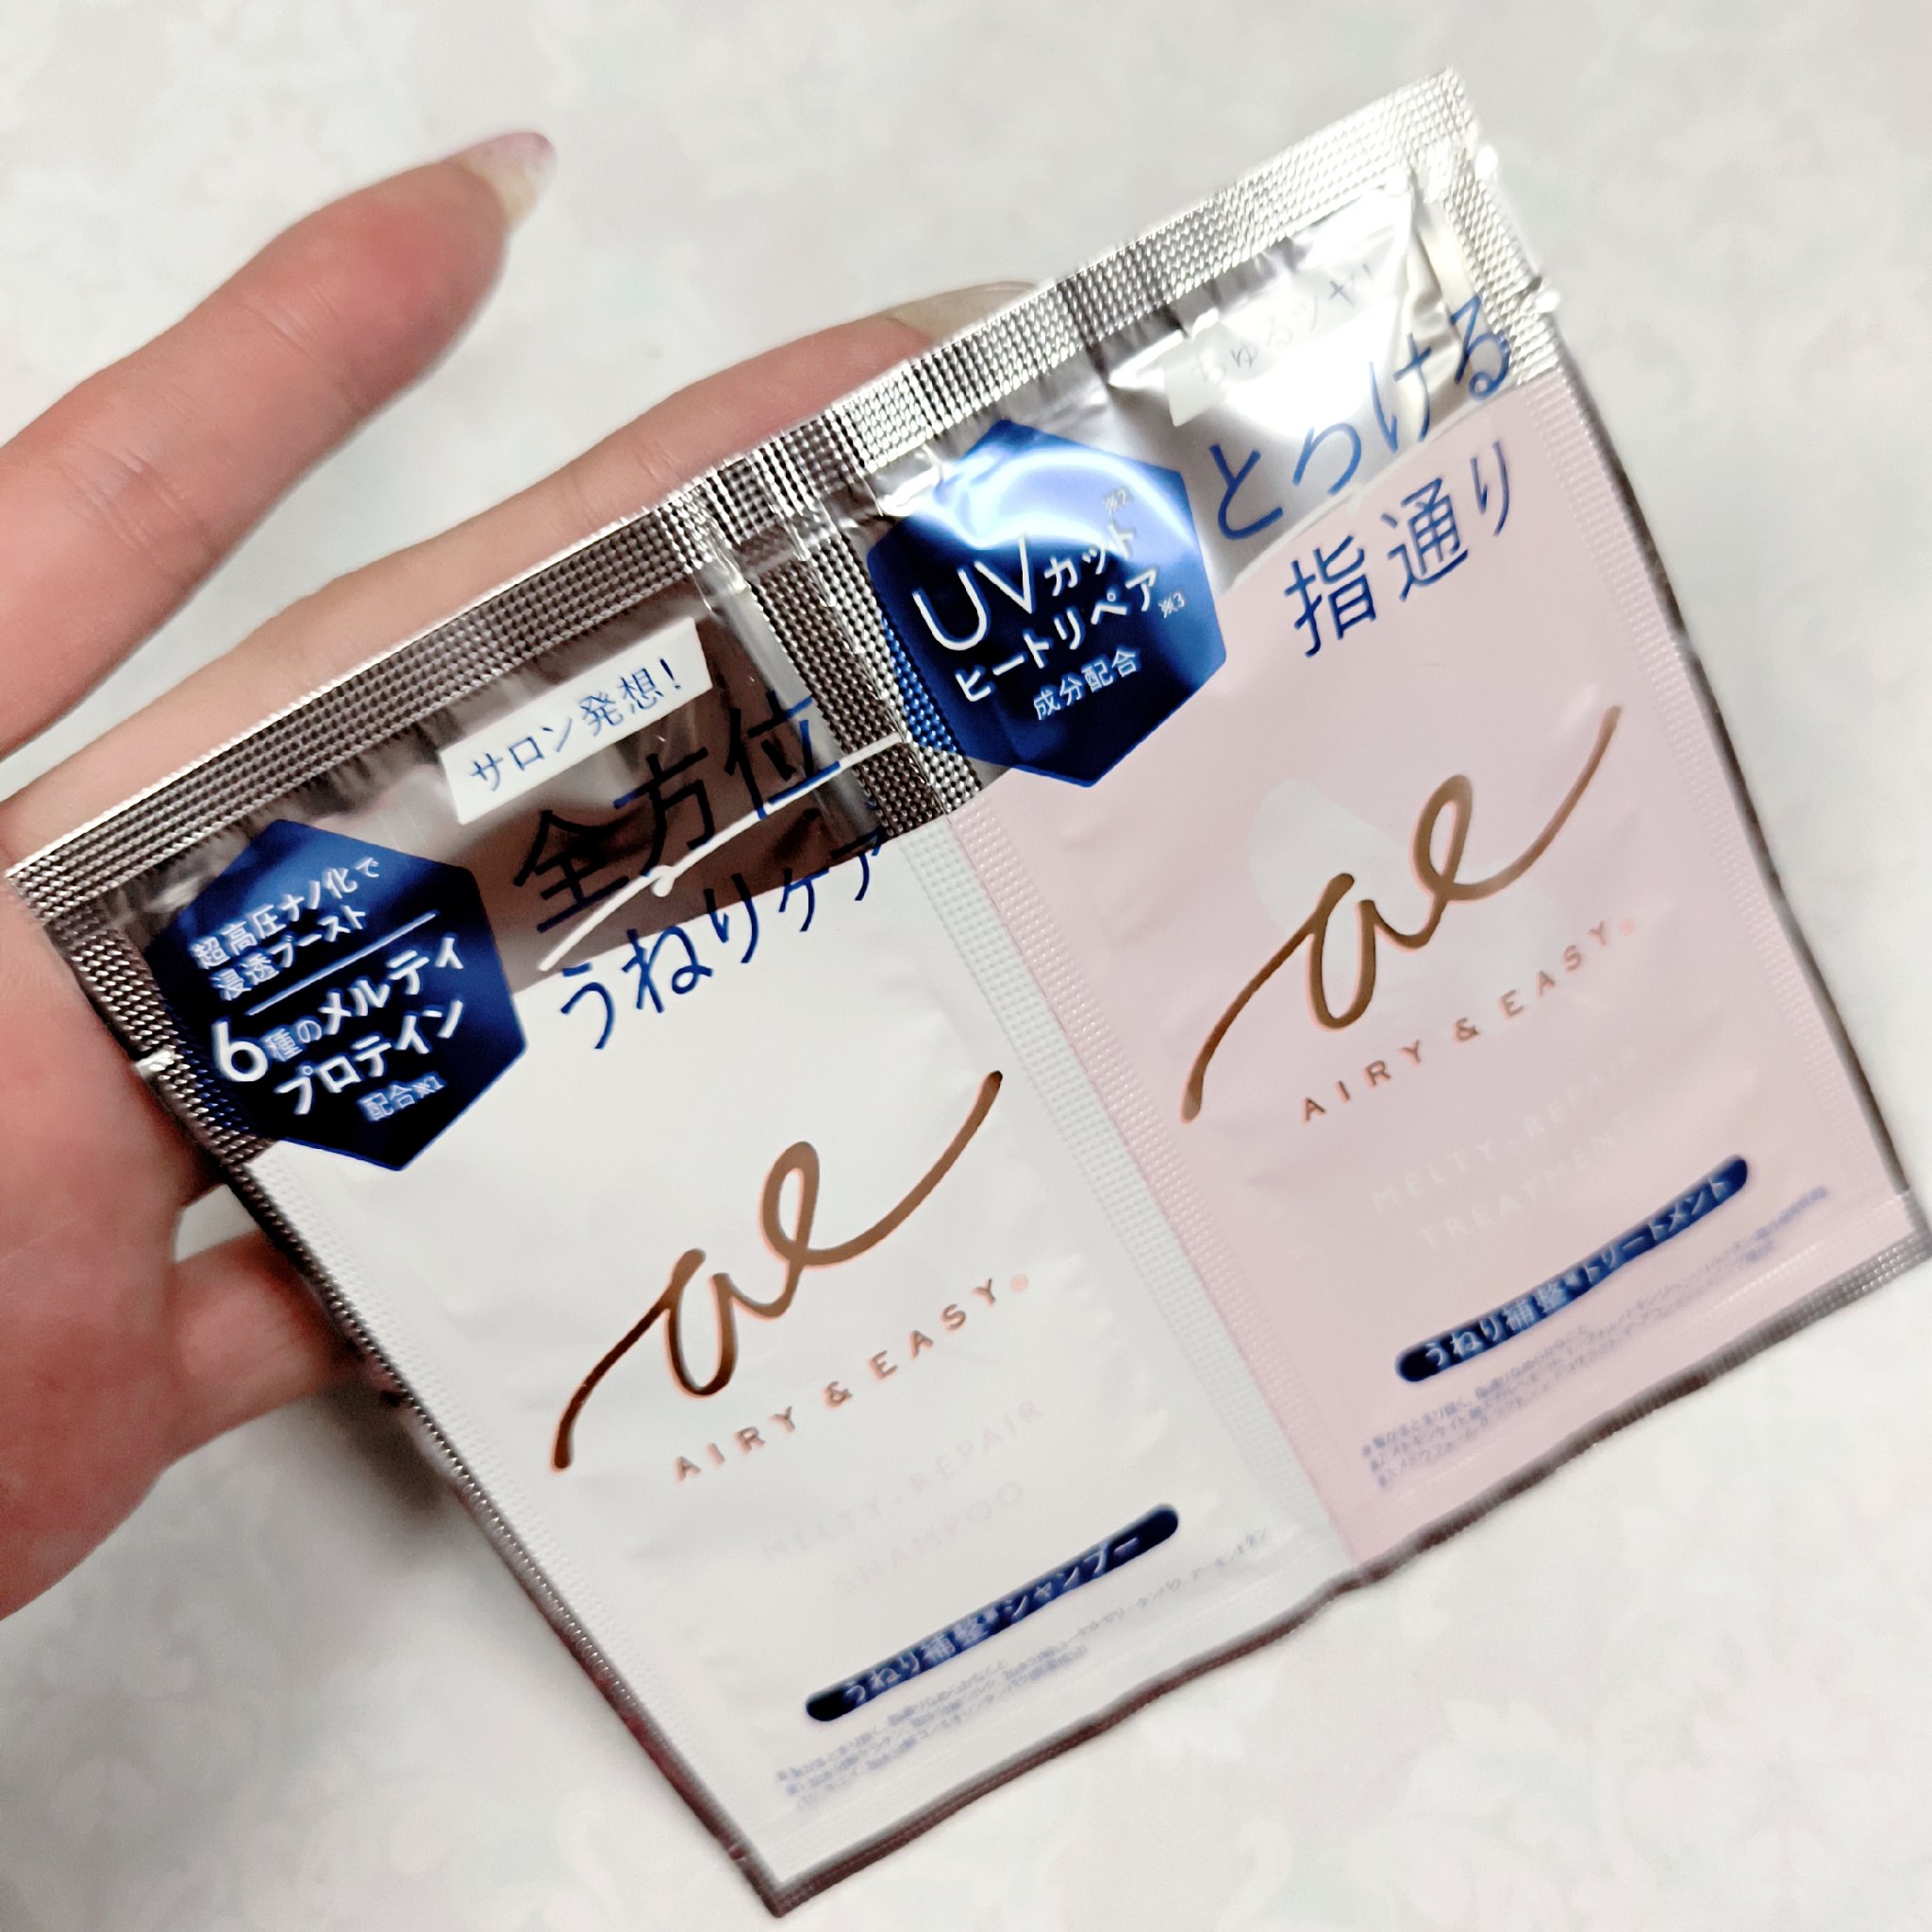 サロン発想!
全方位
うねりケア
超高圧ナノ化で
浸透ブースト
6種のメルティ
プロテイン
配合※1
ae
AIRY & EASY
MELTY REPAIR
SHAMPOO
うねり補整*シャンプー
ちゅるツヤ!
とろける
指通り
UVカット※2
ヒートリペア※3
成分配合
ae
AIRY & EASY
MELTY REPAIR
TREATMENT
うねり補整*トリートメント